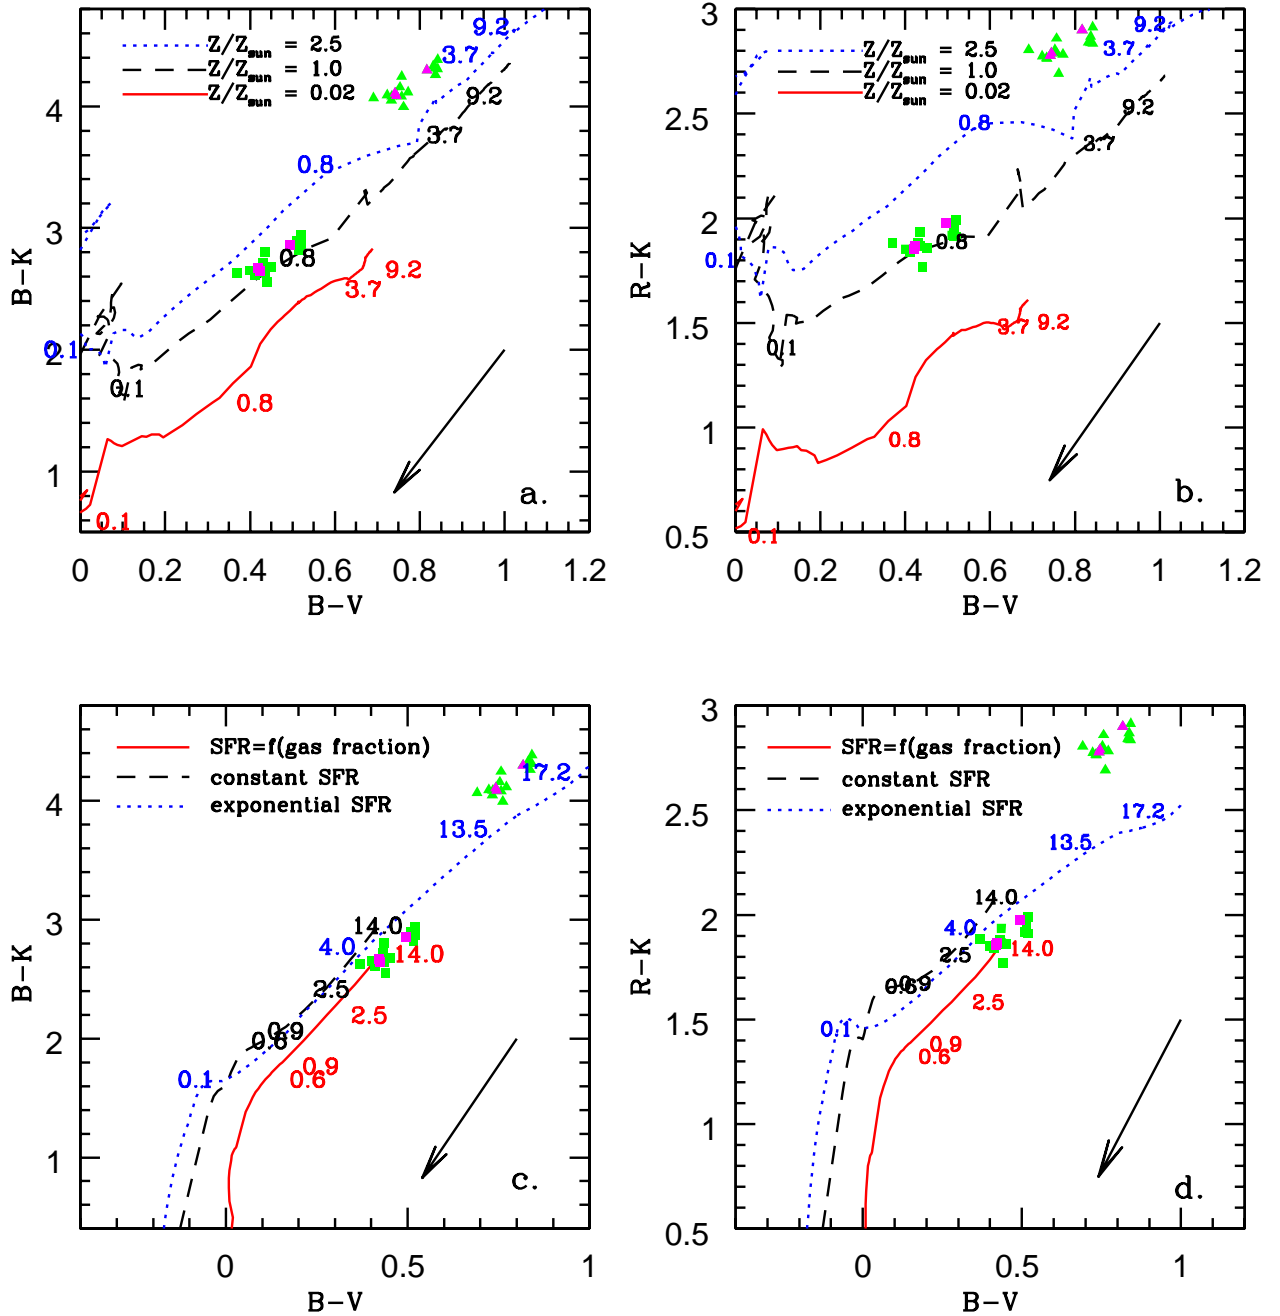 Z/Zsun = 2.5
Z/Zsun = 1.0
Z/Zsun = 0.02
9.2
3.7
9.2
3.7
0.8
0.8
9.2
3.7
0.1
0.1
0.8
0.1
a.
4
3
2
1
0 0.2 0.4 0.6 0.8 1 1.2
B-K
B-V
Z/Zsun = 2.5
Z/Zsun = 1.0
Z/Zsun = 0.02
9.2
3.7
9.2
3.7
0.8
0.8
0.1
0.1
3.7
9.2
0.8
0.1
b.
3
2.5
2
1.5
1
0.5
0 0.2 0.4 0.6 0.8 1 1.2
R-K
B-V
SFR=f(gas fraction)
constant SFR
exponential SFR
17.2
13.5
14.0
4.0
14.0
2.5
2.5
0.9
0.6
0.9
0.6
0.1
c.
4
3
2
1
0 0.5 1
B-K
B-V
SFR=f(gas fraction)
constant SFR
exponential SFR
17.2
13.5
14.0
4.0
14.0
2.5
2.5
0.9
0.6
0.9
0.6
0.1
d.
3
2.5
2
1.5
1
0.5
0 0.5 1
R-K
B-V